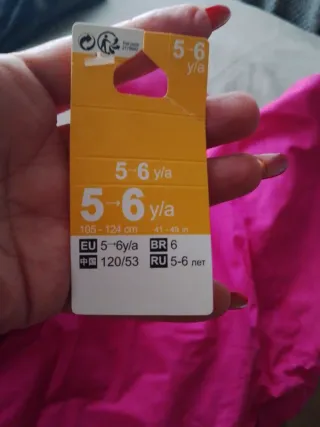 5→6
y/a
5→6 y/a
5→6 y/a
105 - 124 cm -41 - 49 in
EU 5→6y/a BR 6
中国 120/53 RU 5-6 лет